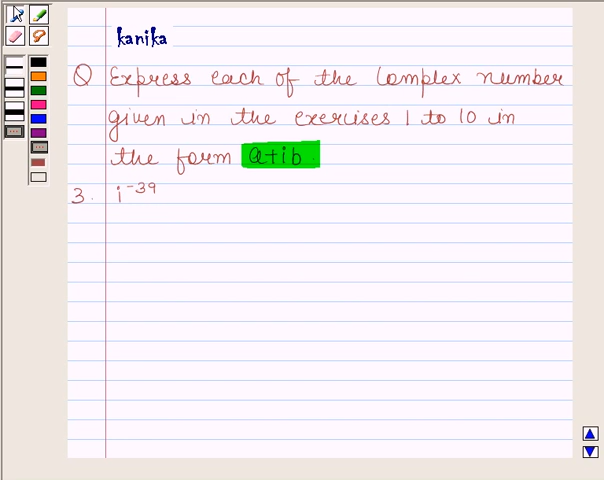 kanika
Q Express each of the Complex number
given in the exercises 1 to 10 in
the form a+ib
3. i⁻³⁹